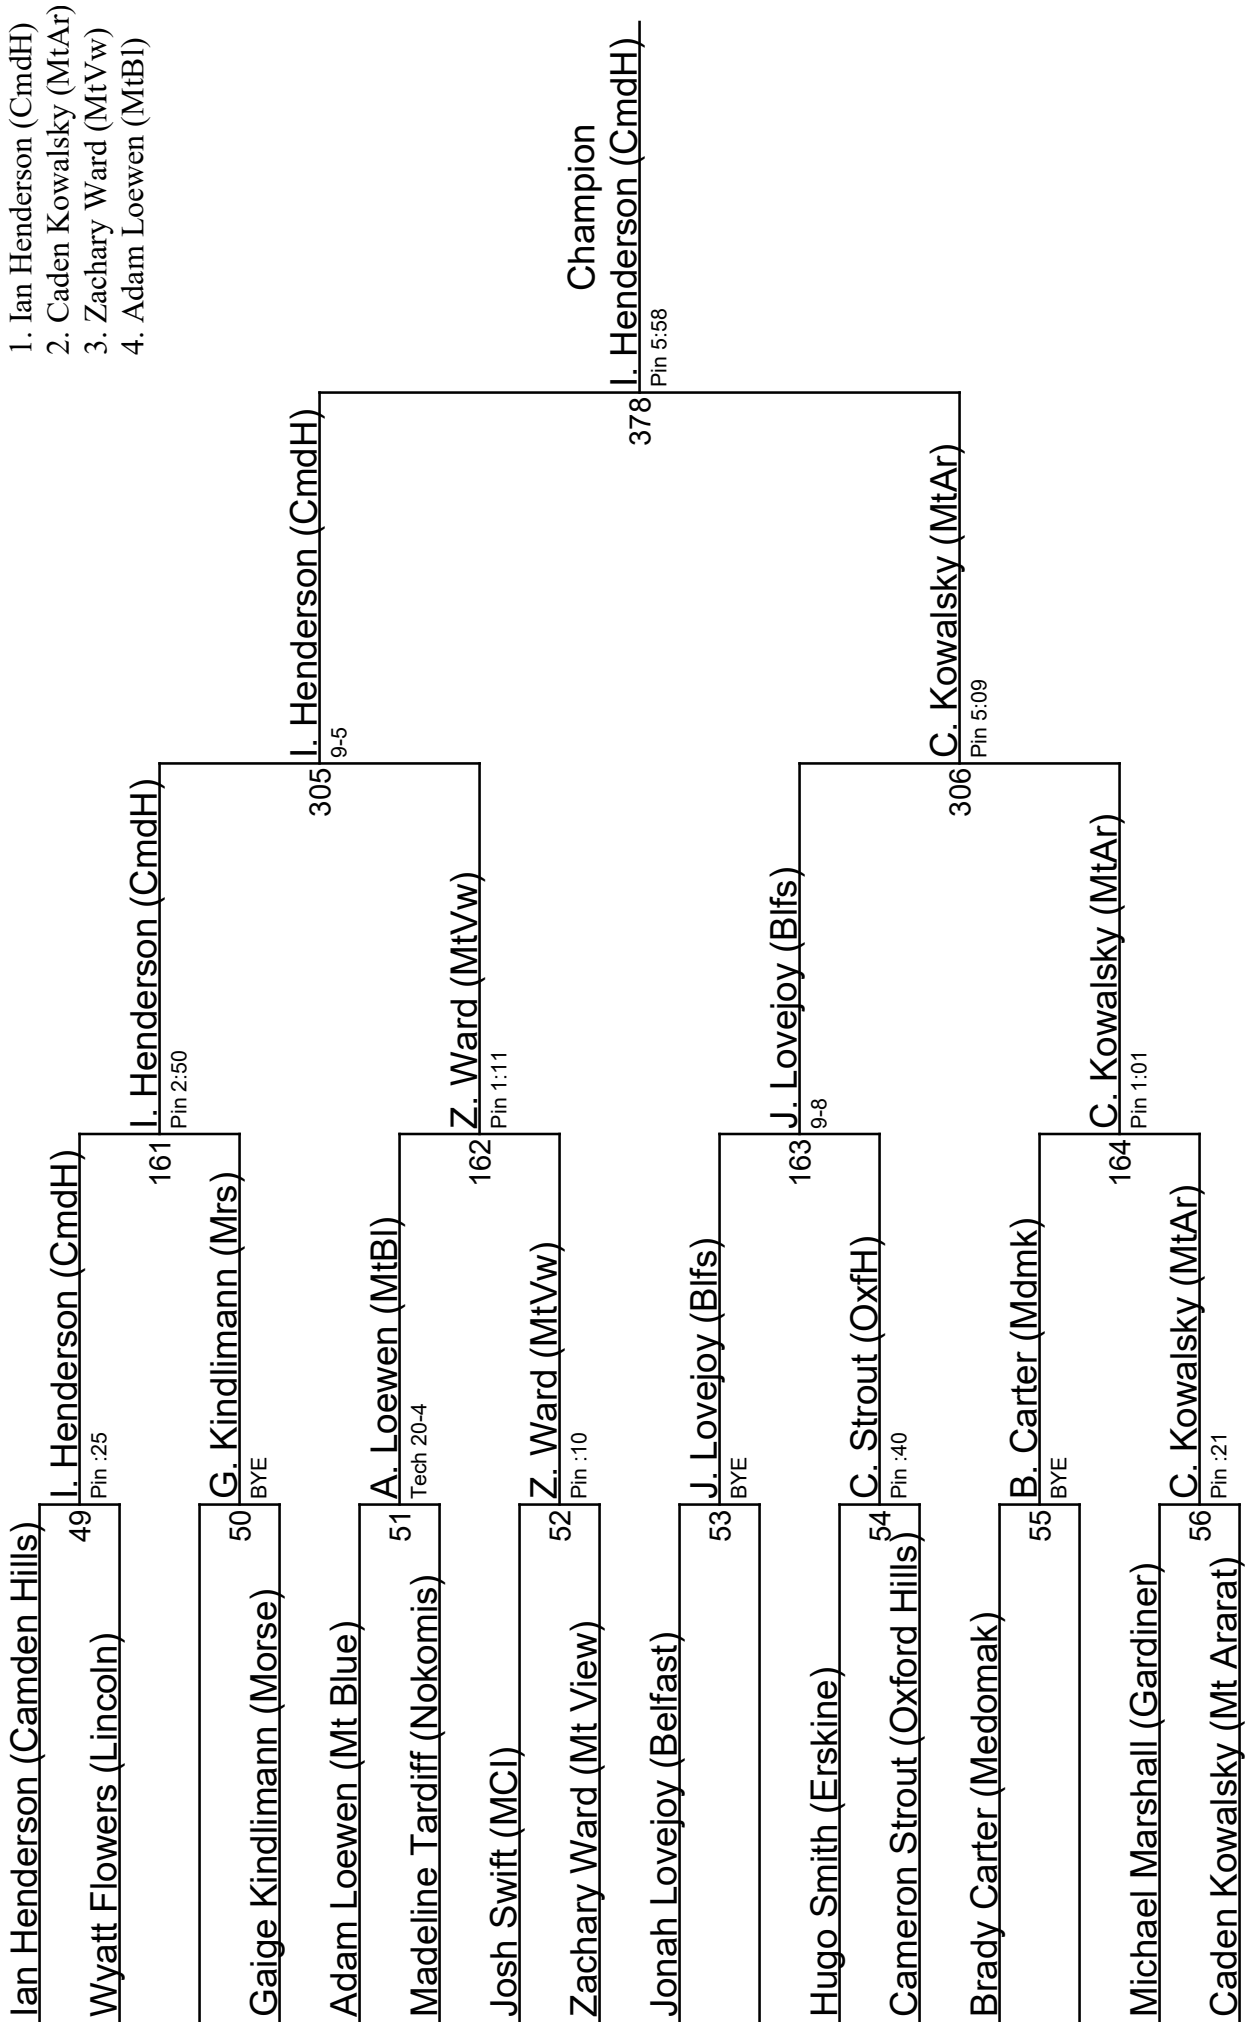 1. Ian Henderson (CmdH)
2. Caden Kowalsky (MtAr)
3. Zachary Ward (MtVw)
4. Adam Loewen (MtBl)
Ian Henderson (Camden Hills)
Wyatt Flowers (Lincoln)
Gaige Kindlimann (Morse)
Adam Loewen (Mt Blue)
Madeline Tardiff (Nokomis)
Josh Swift (MCI)
Zachary Ward (Mt View)
Jonah Lovejoy (Belfast)
Hugo Smith (Erskine)
Cameron Strout (Oxford Hills)
Brady Carter (Medomak)
Michael Marshall (Gardiner)
Caden Kowalsky (Mt Ararat)
49
50
51
52
53
54
55
56
I. Henderson (CmdH)
Pin :25
G. Kindlimann (Mrs)
BYE
A. Loewen (MtBl)
Tech 20-4
Z. Ward (MtVw)
Pin :10
J. Lovejoy (Blfs)
BYE
C. Strout (OxfH)
Pin :40
B. Carter (Mdmk)
BYE
C. Kowalsky (MtAr)
Pin :21
161
162
163
164
I. Henderson (CmdH)
Pin 2:50
Z. Ward (MtVw)
Pin 1:11
J. Lovejoy (Blfs)
9-8
C. Kowalsky (MtAr)
Pin 1:01
305
306
I. Henderson (CmdH)
9-5
C. Kowalsky (MtAr)
Pin 5:09
378
Champion
I. Henderson (CmdH)
Pin 5:58